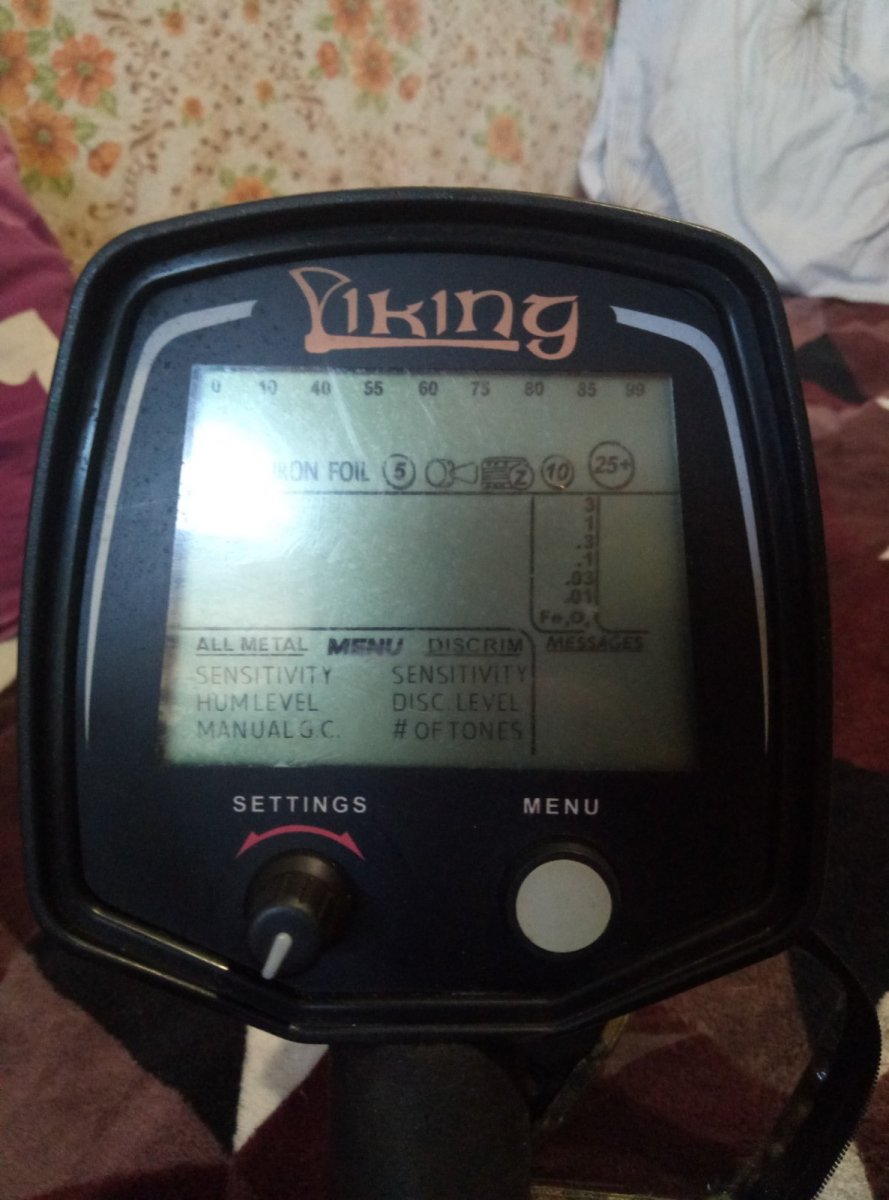 VIKING
0 10 40 55 60 75 80 85 99
IRON FOIL 5 Z 10 25+
3
1
.3
.1
.03
.01
ALL METAL MENU DISCRIM MESSAGES
SENSITIVITY SENSITIVITY
HUM LEVEL DISC. LEVEL
MANUAL G.C. # OF TONES
SETTINGS MENU